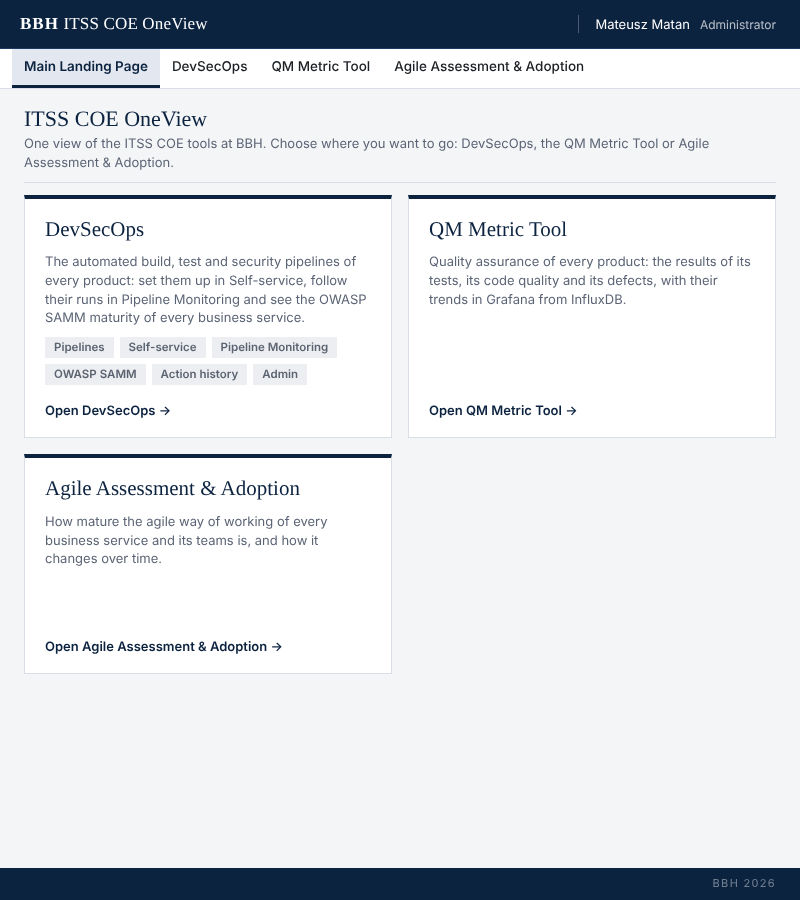 BBH ITSS COE OneView
Mateusz Matan Administrator
Main Landing Page DevSecOps QM Metric Tool Agile Assessment & Adoption
ITSS COE OneView
One view of the ITSS COE tools at BBH. Choose where you want to go: DevSecOps, the QM Metric Tool or Agile
Assessment & Adoption.
DevSecOps
The automated build, test and security pipelines of
every product: set them up in Self-service, follow
their runs in Pipeline Monitoring and see the OWASP
SAMM maturity of every business service.
Pipelines Self-service Pipeline Monitoring
OWASP SAMM Action history Admin
Open DevSecOps →
QM Metric Tool
Quality assurance of every product: the results of its
tests, its code quality and its defects, with their
trends in Grafana from InfluxDB.
Open QM Metric Tool →
Agile Assessment & Adoption
How mature the agile way of working of every
business service and its teams is, and how it
changes over time.
Open Agile Assessment & Adoption →
BBH 2026